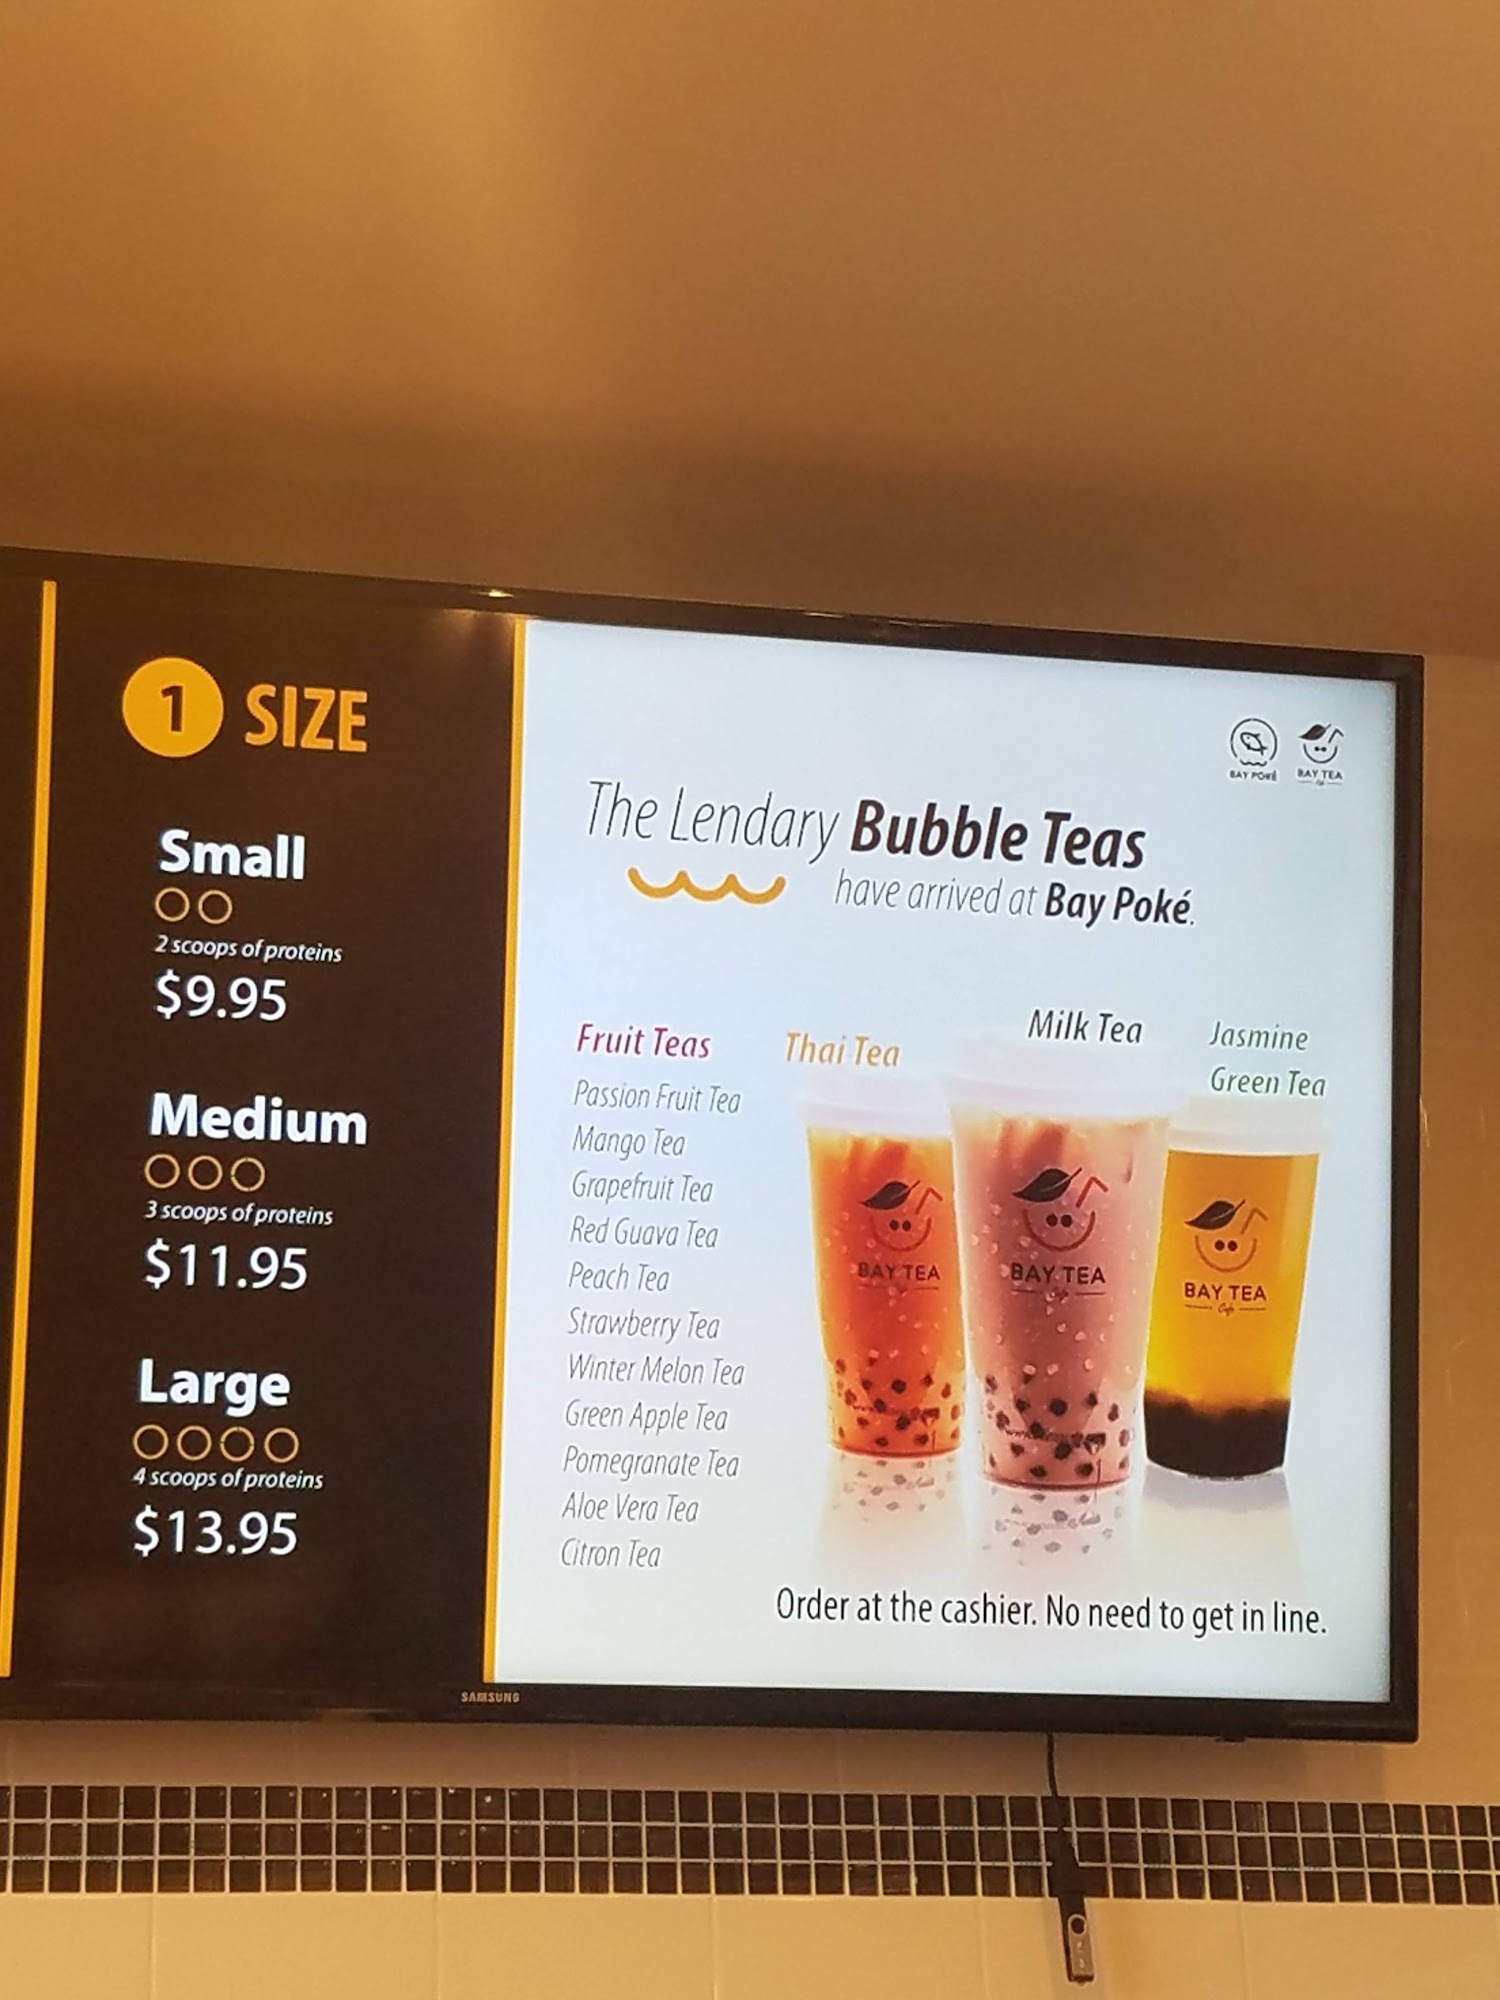 1 SIZE
Small
2 scoops of proteins
$9.95
Medium
3 scoops of proteins
$11.95
Large
4 scoops of proteins
$13.95
BAY POKÉ
BAY TEA
The Lendary Bubble Teas
have arrived at Bay Poké.
Fruit Teas
Passion Fruit Tea
Mango Tea
Grapefruit Tea
Red Guava Tea
Peach Tea
Strawberry Tea
Winter Melon Tea
Green Apple Tea
Pomegranate Tea
Aloe Vera Tea
Citron Tea
Thai Tea
Milk Tea
Jasmine
Green Tea
BAY TEA
BAY TEA
Cafe
BAY TEA
Cafe
Order at the cashier. No need to get in line.
SAMSUNG